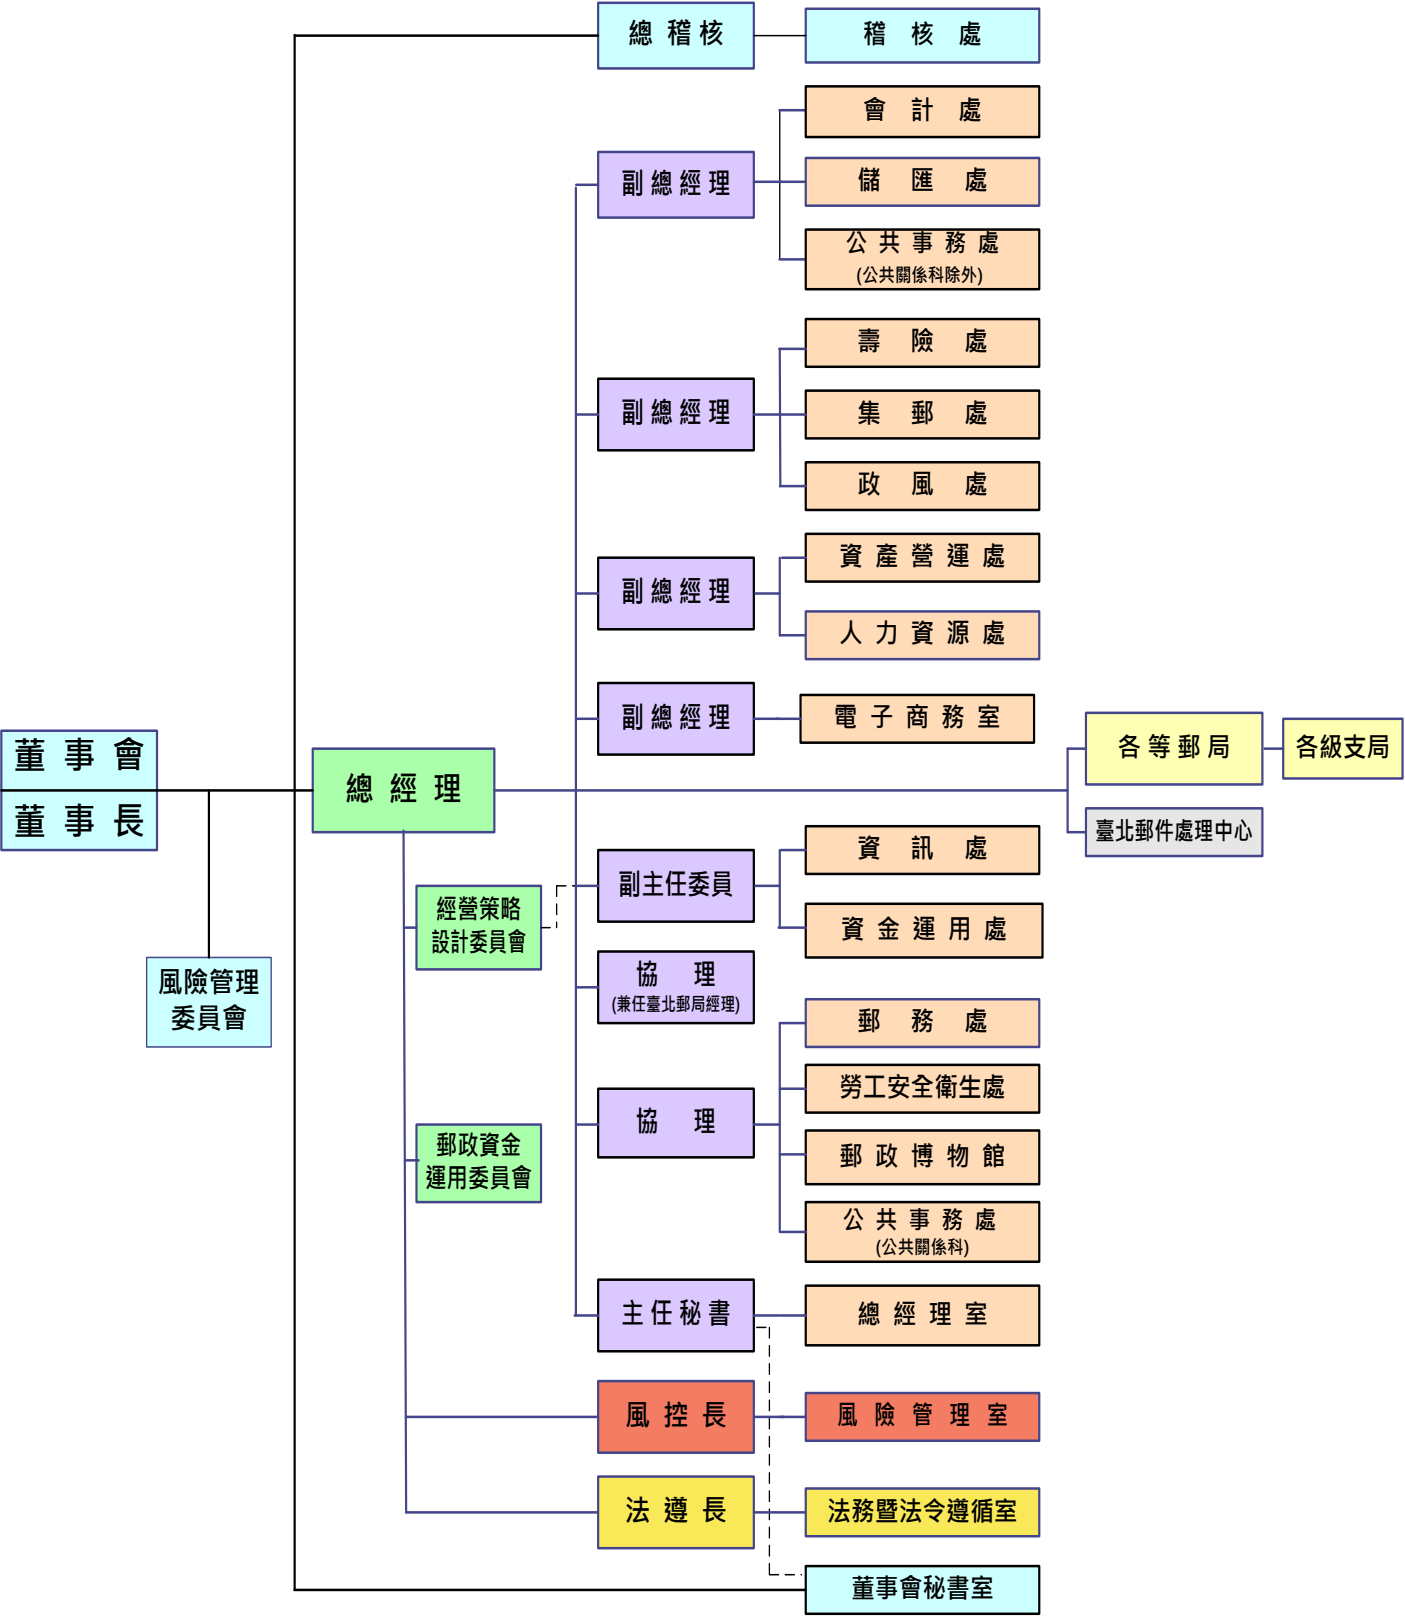 總稽核
稽核處
會計處
副總經理
儲匯處
公共事務處
(公共關係科除外)
壽險處
副總經理
集郵處
政風處
資產營運處
副總經理
人力資源處
副總經理
電子商務室
董事會
董事長
總經理
各等郵局
各級支局
臺北郵件處理中心
風險管理
委員會
經營策略
設計委員會
副主任委員
資訊處
資金運用處
協理
(兼任臺北郵局經理)
郵政資金
運用委員會
協理
郵務處
勞工安全衛生處
郵政博物館
公共事務處
(公共關係科)
主任秘書
總經理室
風控長
風險管理室
法遵長
法務暨法令遵循室
董事會秘書室